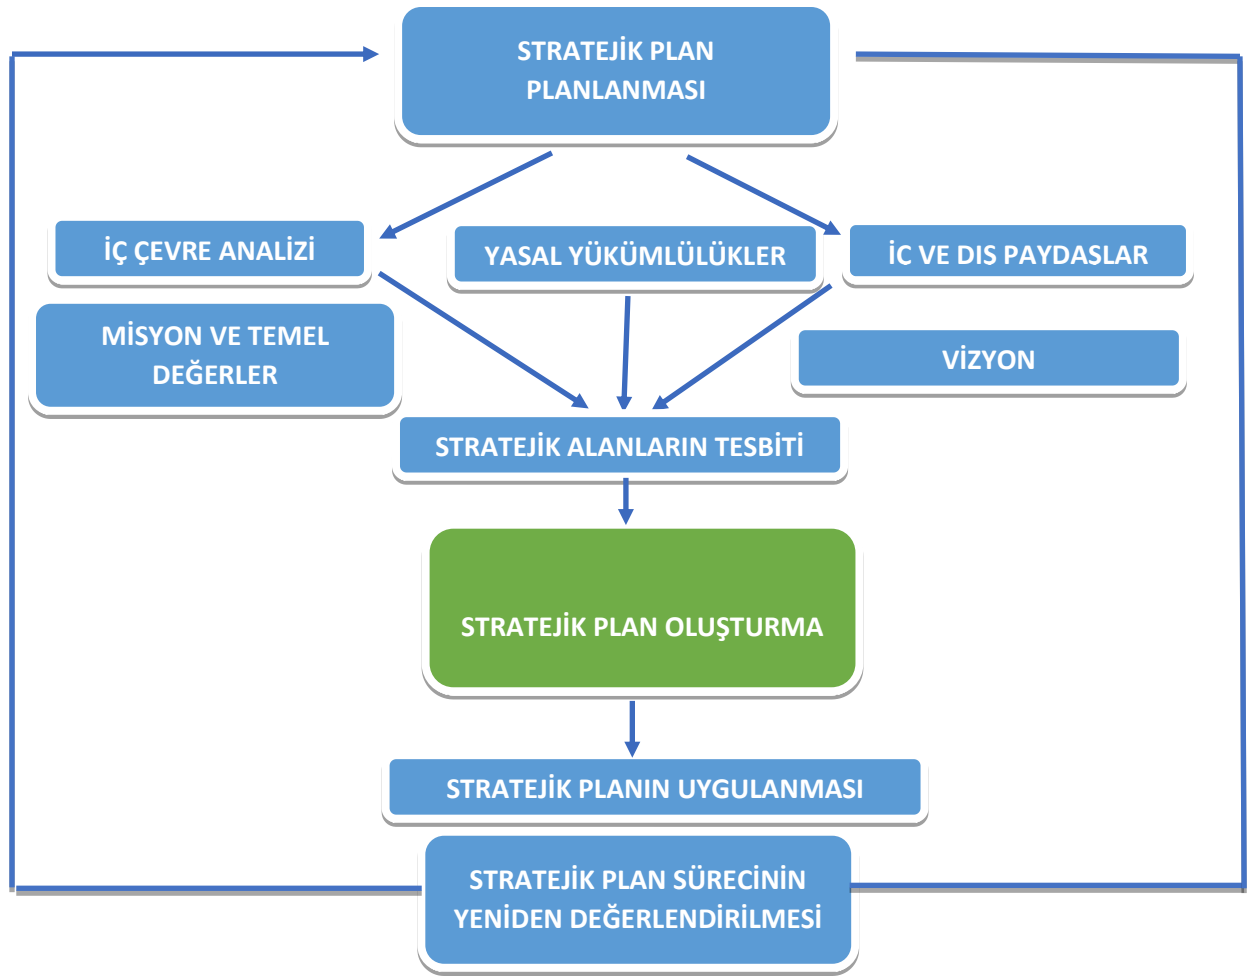 STRATEJİK PLAN
PLANLANMASI
İÇ ÇEVRE ANALİZİ
YASAL YÜKÜMLÜLÜKLER
İC VE DIS PAYDASLAR
MİSYON VE TEMEL
DEĞERLER
VİZYON
STRATEJİK ALANLARIN TESBİTİ
STRATEJİK PLAN OLUŞTURMA
STRATEJİK PLANIN UYGULANMASI
STRATEJİK PLAN SÜRECİNİN
YENİDEN DEĞERLENDİRİLMESİ